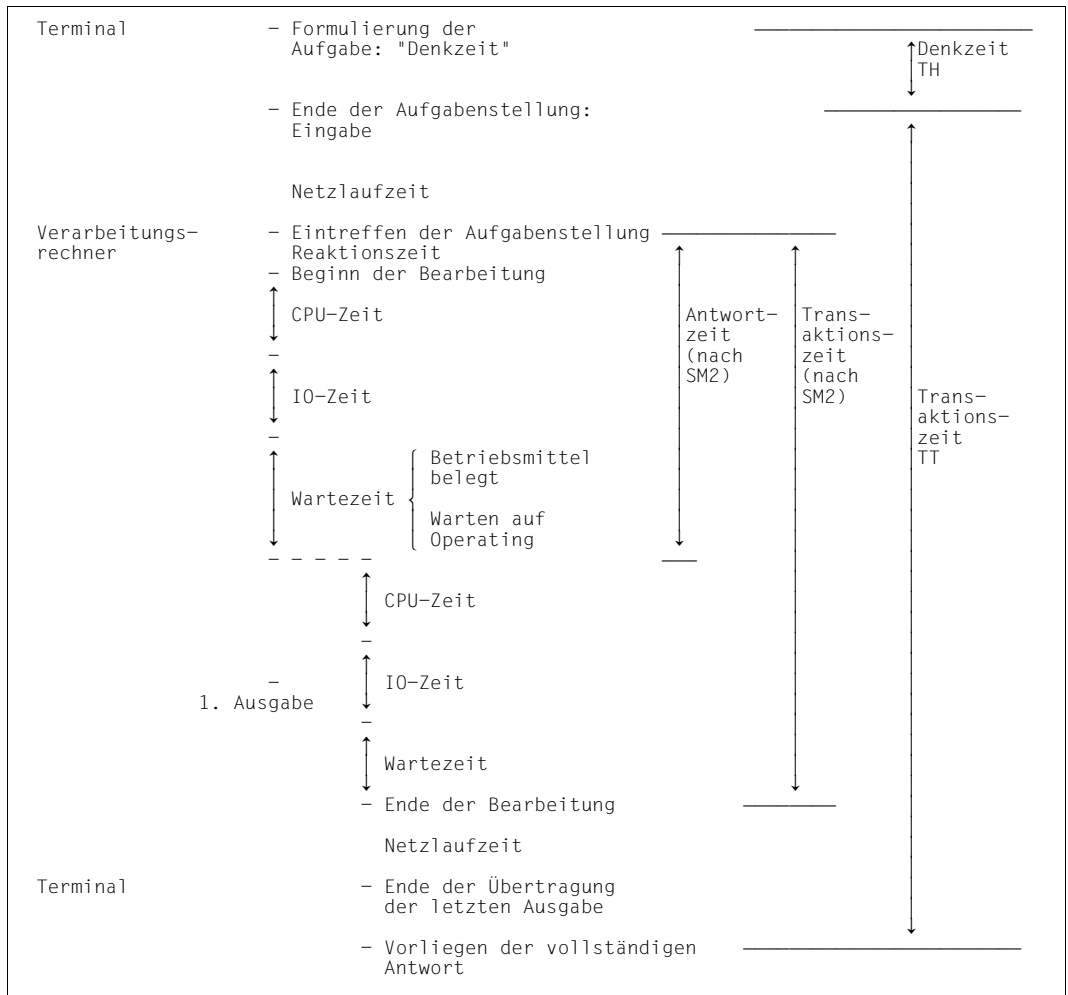 Terminal - Formulierung der
Aufgabe: "Denkzeit"
Denkzeit
TH
- Ende der Aufgabenstellung:
Eingabe
Netzlaufzeit
Verarbeitungs-
rechner
- Eintreffen der Aufgabenstellung
Reaktionszeit
- Beginn der Bearbeitung
CPU-Zeit
-
IO-Zeit
-
Wartezeit
Betriebsmittel
belegt
Warten auf
Operating
- - - - -
Antwort-
zeit
(nach
SM2)
Trans-
aktions-
zeit
(nach
SM2)
Trans-
aktions-
zeit
TT
CPU-Zeit
-
IO-Zeit
-
1. Ausgabe
-
Wartezeit
- Ende der Bearbeitung
Netzlaufzeit
Terminal - Ende der Übertragung
der letzten Ausgabe
- Vorliegen der vollständigen
Antwort